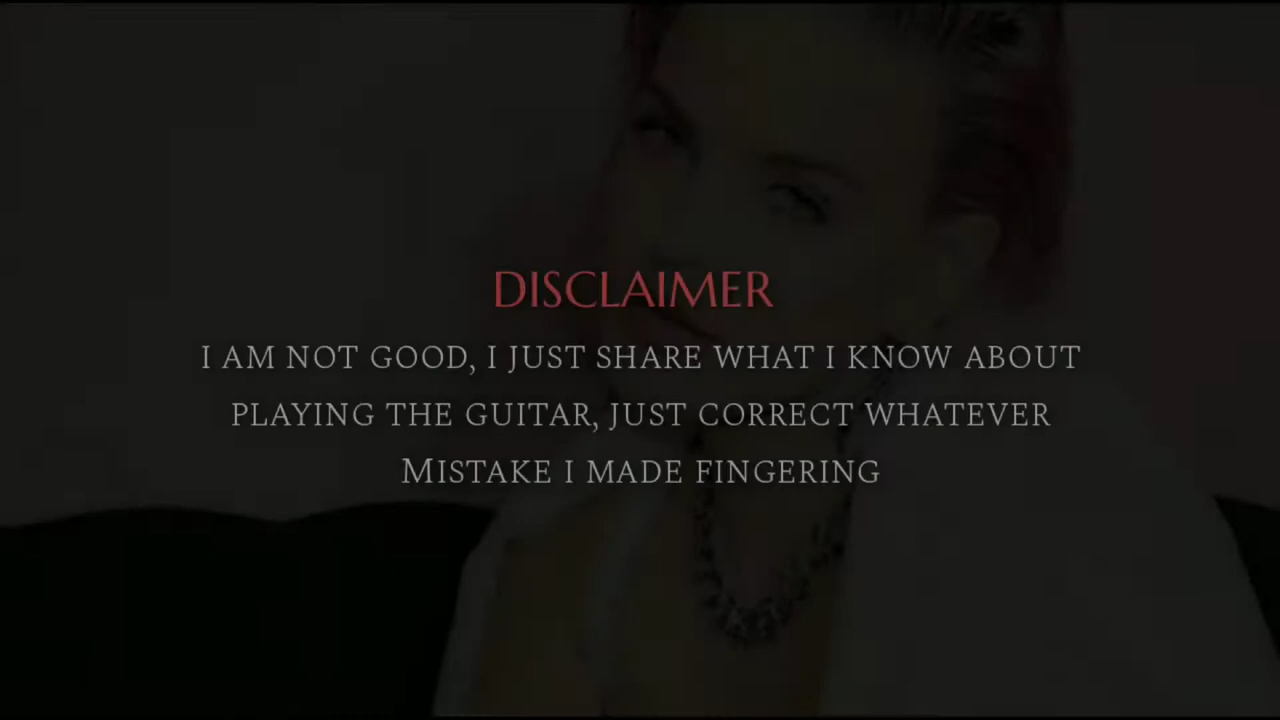 DISCLAIMER
I AM NOT GOOD, I JUST SHARE WHAT I KNOW ABOUT
PLAYING THE GUITAR, JUST CORRECT WHATEVER
MISTAKE I MADE FINGERING